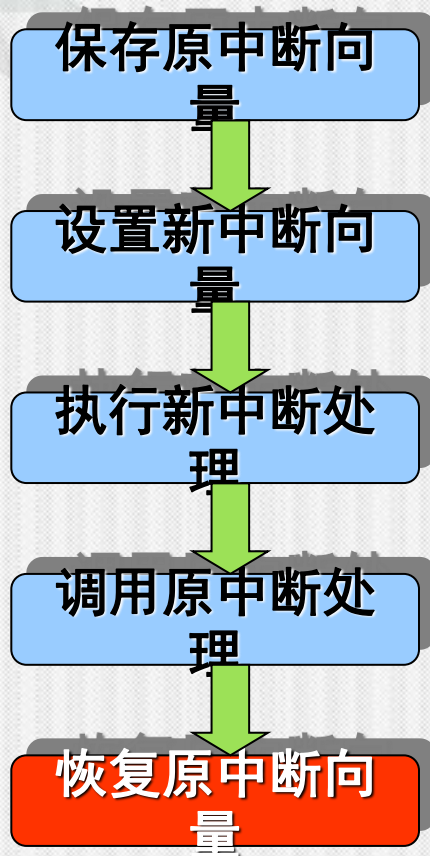 保存原中断向
量
设置新中断向
量
执行新中断处
理
调用原中断处
理
恢复原中断向
量